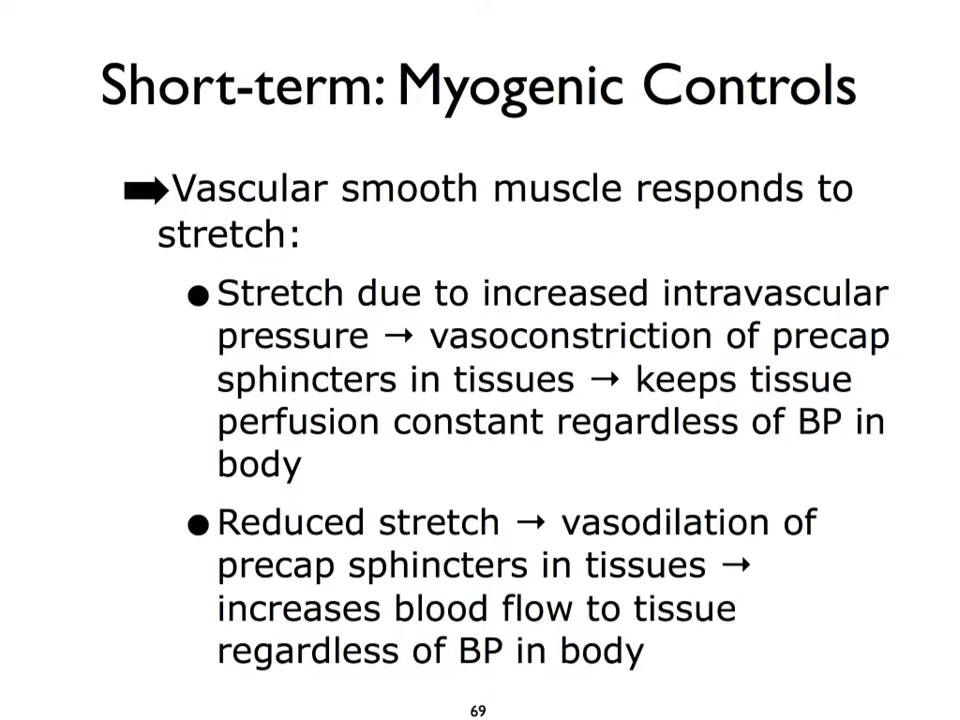 Short-term: Myogenic Controls
➡Vascular smooth muscle responds to
stretch:
•Stretch due to increased intravascular
pressure → vasoconstriction of precap
sphincters in tissues → keeps tissue
perfusion constant regardless of BP in
body
•Reduced stretch → vasodilation of
precap sphincters in tissues →
increases blood flow to tissue
regardless of BP in body
69